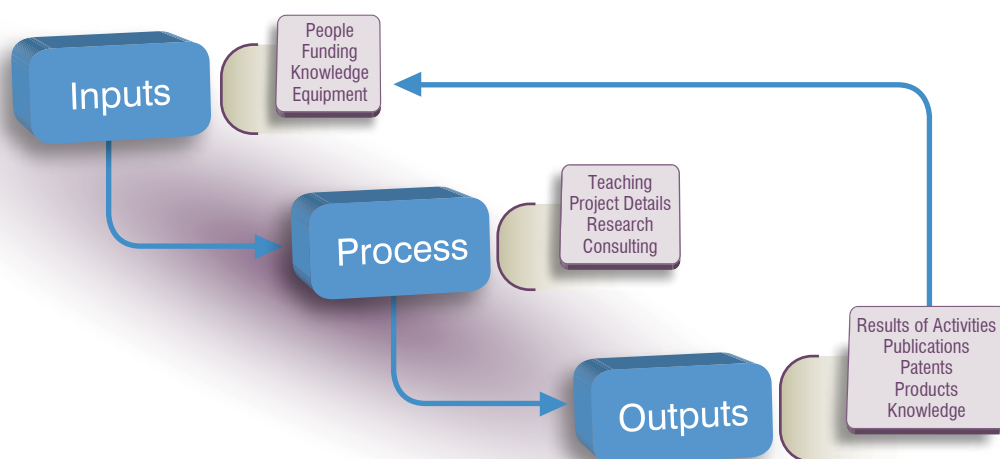 Inputs
People
Funding
Knowledge
Equipment
Process
Teaching
Project Details
Research
Consulting
Outputs
Results of Activities
Publications
Patents
Products
Knowledge